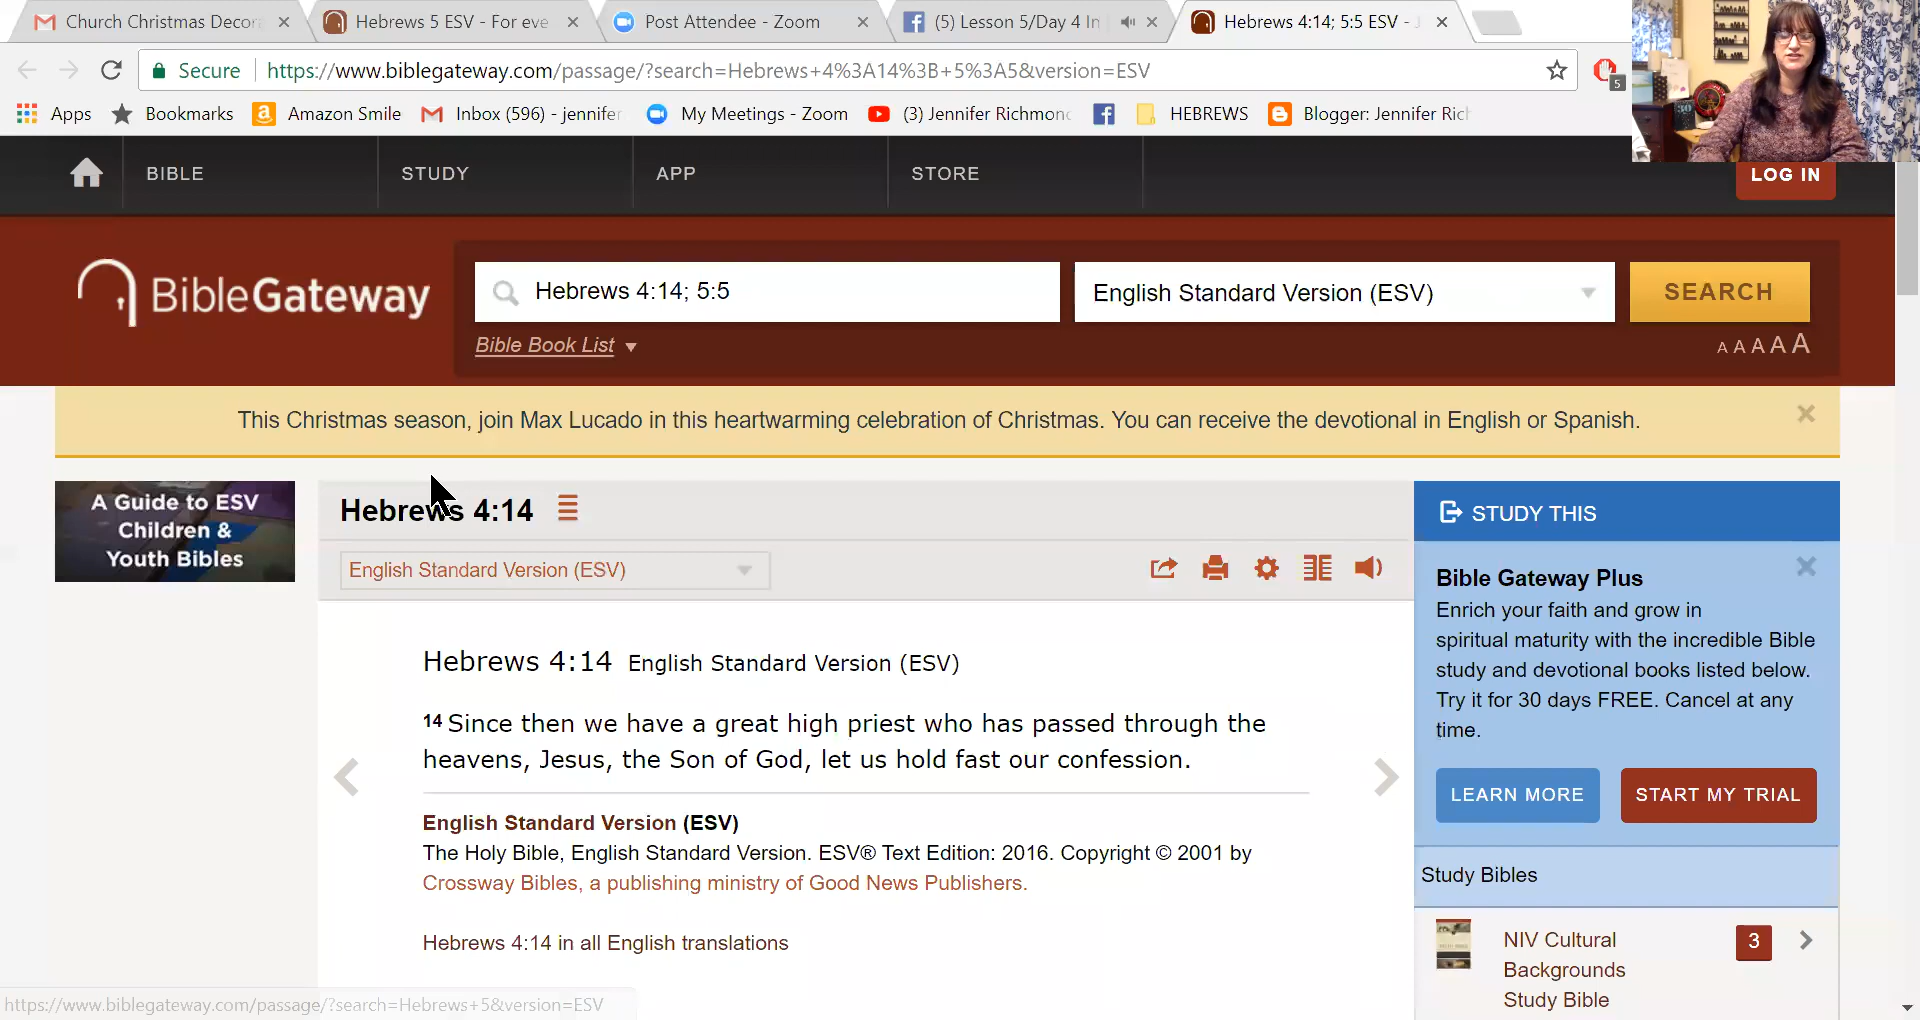 Church Christmas Decor
Hebrews 5 ESV - For eve
Post Attendee - Zoom
(5) Lesson 5/Day 4 In
Hebrews 4:14; 5:5 ESV -
Secure
https://www.biblegateway.com/passage/?search=Hebrews+4%3A14%3B+5%3A5&version=ESV
5
Apps
Bookmarks
Amazon Smile
Inbox (596) - jennifer
My Meetings - Zoom
(3) Jennifer Richmond
HEBREWS
Blogger: Jennifer Rich
BIBLE
STUDY
APP
STORE
LOG IN
BibleGateway
Hebrews 4:14; 5:5
English Standard Version (ESV)
SEARCH
Bible Book List
A A A A A
This Christmas season, join Max Lucado in this heartwarming celebration of Christmas. You can receive the devotional in English or Spanish.
A Guide to ESV
Children &
Youth Bibles
Hebrews 4:14
English Standard Version (ESV)
Hebrews 4:14 English Standard Version (ESV)
14 Since then we have a great high priest who has passed through the
heavens, Jesus, the Son of God, let us hold fast our confession.
English Standard Version (ESV)
The Holy Bible, English Standard Version. ESV® Text Edition: 2016. Copyright © 2001 by
Crossway Bibles, a publishing ministry of Good News Publishers.
Hebrews 4:14 in all English translations
STUDY THIS
Bible Gateway Plus
Enrich your faith and grow in
spiritual maturity with the incredible Bible
study and devotional books listed below.
Try it for 30 days FREE. Cancel at any
time.
LEARN MORE
START MY TRIAL
Study Bibles
NIV Cultural
Backgrounds
Study Bible
3
https://www.biblegateway.com/passage/?search=Hebrews+5&version=ESV